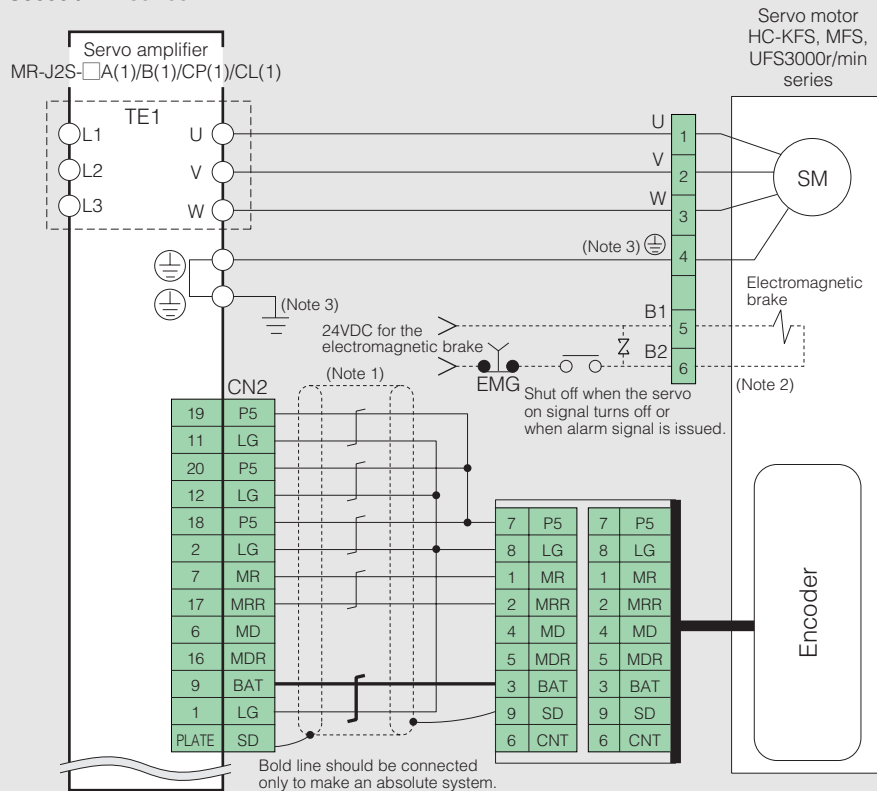 Servo motor
HC-KFS, MFS,
UFS3000r/min
series
Servo amplifier
MR-J2S-□A(1)/B(1)/CP(1)/CL(1)
TE1
L1
L2
L3
U
V
W
U
V
W
1
2
3
4
5
6
SM
(Note 3)
(Note 3)
B1
B2
Electromagnetic
brake
24VDC for the
electromagnetic brake
EMG
(Note 2)
Shut off when the servo
on signal turns off or
when alarm signal is issued.
(Note 1)
CN2
19 P5
11 LG
20 P5
12 LG
18 P5
2 LG
7 MR
17 MRR
6 MD
16 MDR
9 BAT
1 LG
PLATE SD
7 P5 7 P5
8 LG 8 LG
1 MR 1 MR
2 MRR 2 MRR
4 MD 4 MD
5 MDR 5 MDR
3 BAT 3 BAT
9 SD 9 SD
6 CNT 6 CNT
Encoder
Bold line should be connected
only to make an absolute system.